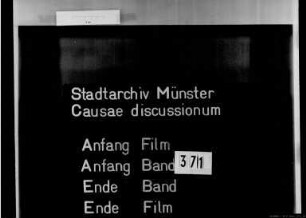 Stadtarchiv Münster
Causae discussionum
Anfang Film
Anfang Band 37/1
Ende Band
Ende Film